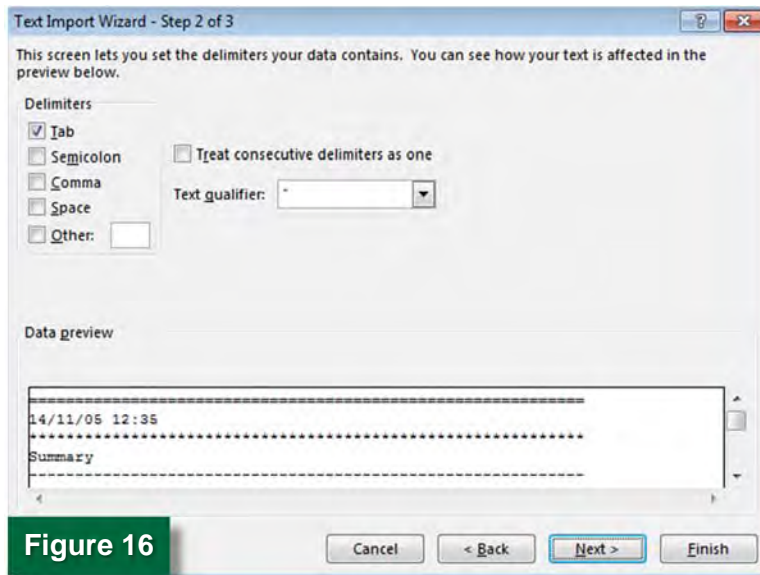 Text Import Wizard - Step 2 of 3
This screen lets you set the delimiters your data contains. You can see how your text is affected in the
preview below.
Delimiters
Tab
Semicolon
Comma
Space
Other:
Treat consecutive delimiters as one
Text qualifier: "
Data preview
==============================================================
14/11/05 12:35
**************************************************************
Summary
--------------------------------------------------------------
Figure 16
Cancel
< Back
Next >
Finish